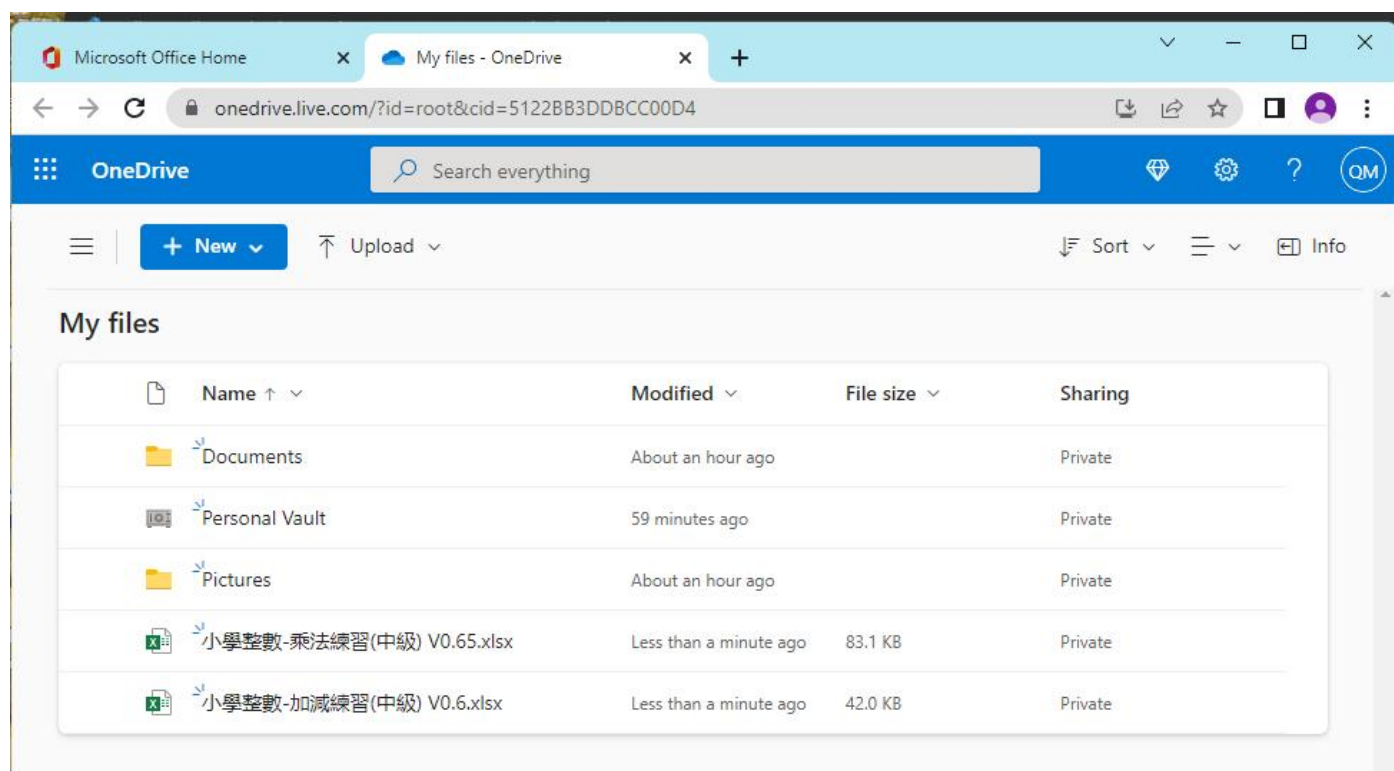 Microsoft Office Home
My files - OneDrive
onedrive.live.com/?id=root&cid=5122BB3DDBCC00D4
OneDrive
Search everything
?
QM
+ New
Upload
Sort
Info
My files
Name ↑ Modified File size Sharing
Documents About an hour ago Private
Personal Vault 59 minutes ago Private
Pictures About an hour ago Private
小學整數-乘法練習(中級) V0.65.xlsx Less than a minute ago 83.1 KB Private
小學整數-加減練習(中級) V0.6.xlsx Less than a minute ago 42.0 KB Private